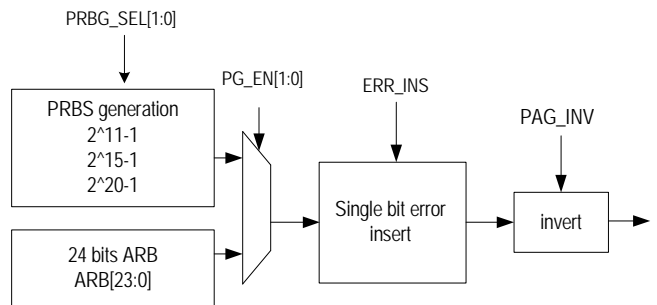 PRBG_SEL[1:0]
PG_EN[1:0]
ERR_INS
PAG_INV
PRBS generation
2^11-1
2^15-1
2^20-1
Single bit error
insert
invert
24 bits ARB
ARB[23:0]